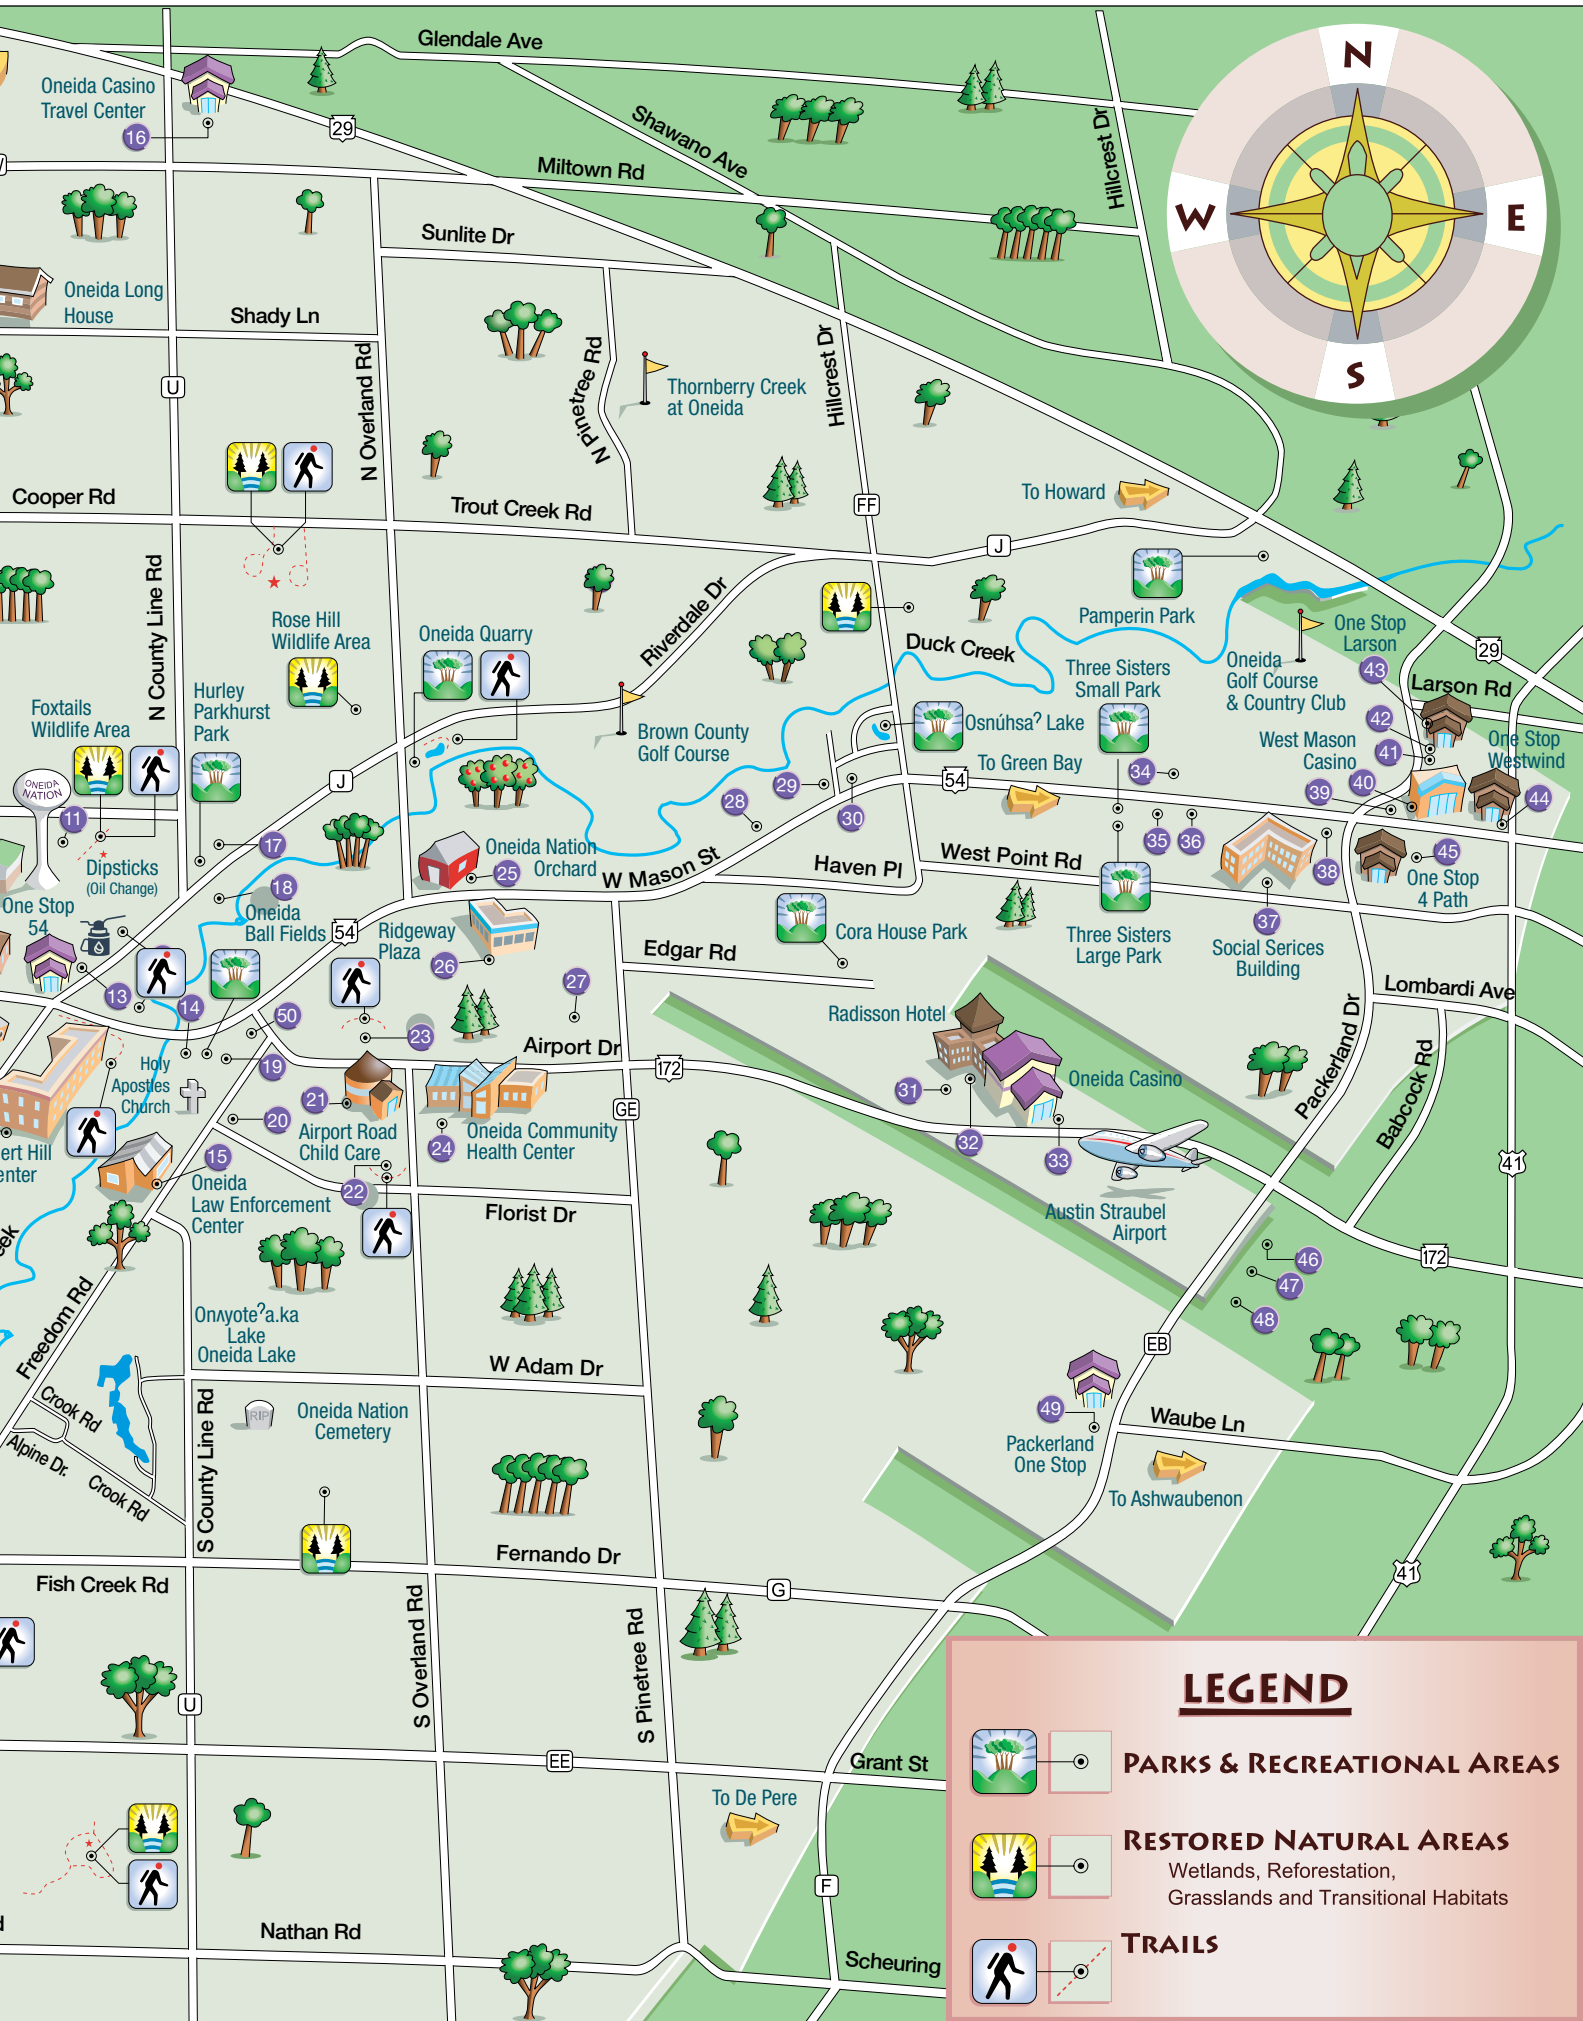 Glendale Ave
Oneida Casino
Travel Center
16
29
Shawano Ave
Miltown Rd
Hillcrest Dr
N
W
E
S
Sunlite Dr
Oneida Long
House
Shady Ln
U
N Overland Rd
N Pinetree Rd
Thornberry Creek
at Oneida
Hillcrest Dr
Cooper Rd
Trout Creek Rd
FF
To Howard
J
N County Line Rd
Rose Hill
Wildlife Area
Oneida Quarry
Riverdale Dr
Duck Creek
Pamperin Park
Three Sisters
Small Park
Oneida
Golf Course
& Country Club
One Stop
Larson
43
29
Larson Rd
Foxtails
Wildlife Area
Hurley
Parkhurst
Park
Brown County
Golf Course
Osnúhsaʔ Lake
To Green Bay
West Mason
Casino
42
41
One Stop
Westwind
ONEIDA
NATION
11
J
28
29
30
54
34
35
36
39
40
44
17
Dipsticks
(Oil Change)
18
Oneida
Ball Fields
Oneida Nation
Orchard
25
W Mason St
Haven Pl
West Point Rd
37
38
45
One Stop
4 Path
Social Serices
Building
One Stop
54
54
Ridgeway
Plaza
26
Cora House Park
Three Sisters
Large Park
Edgar Rd
13
14
50
27
Radisson Hotel
Lombardi Ave
Holy
Apostles
Church
19
23
Airport Dr
172
Oneida Casino
Packerland Dr
Babcock Rd
20
21
Airport Road
Child Care
24
Oneida Community
Health Center
GE
31
32
33
41
ert Hill
enter
15
Oneida
Law Enforcement
Center
22
Florist Dr
Austin Straubel
Airport
46
47
48
172
eek
Freedom Rd
Onʌyoteʔa.ka
Lake
Oneida Lake
W Adam Dr
EB
Crook Rd
Alpine Dr.
Crook Rd
S County Line Rd
RIP
Oneida Nation
Cemetery
49
Packerland
One Stop
Waube Ln
To Ashwaubenon
Fernando Dr
Fish Creek Rd
G
41
U
S Overland Rd
S Pinetree Rd
EE
Grant St
To De Pere
F
Nathan Rd
Scheuring
LEGEND
PARKS & RECREATIONAL AREAS
RESTORED NATURAL AREAS
Wetlands, Reforestation,
Grasslands and Transitional Habitats
TRAILS